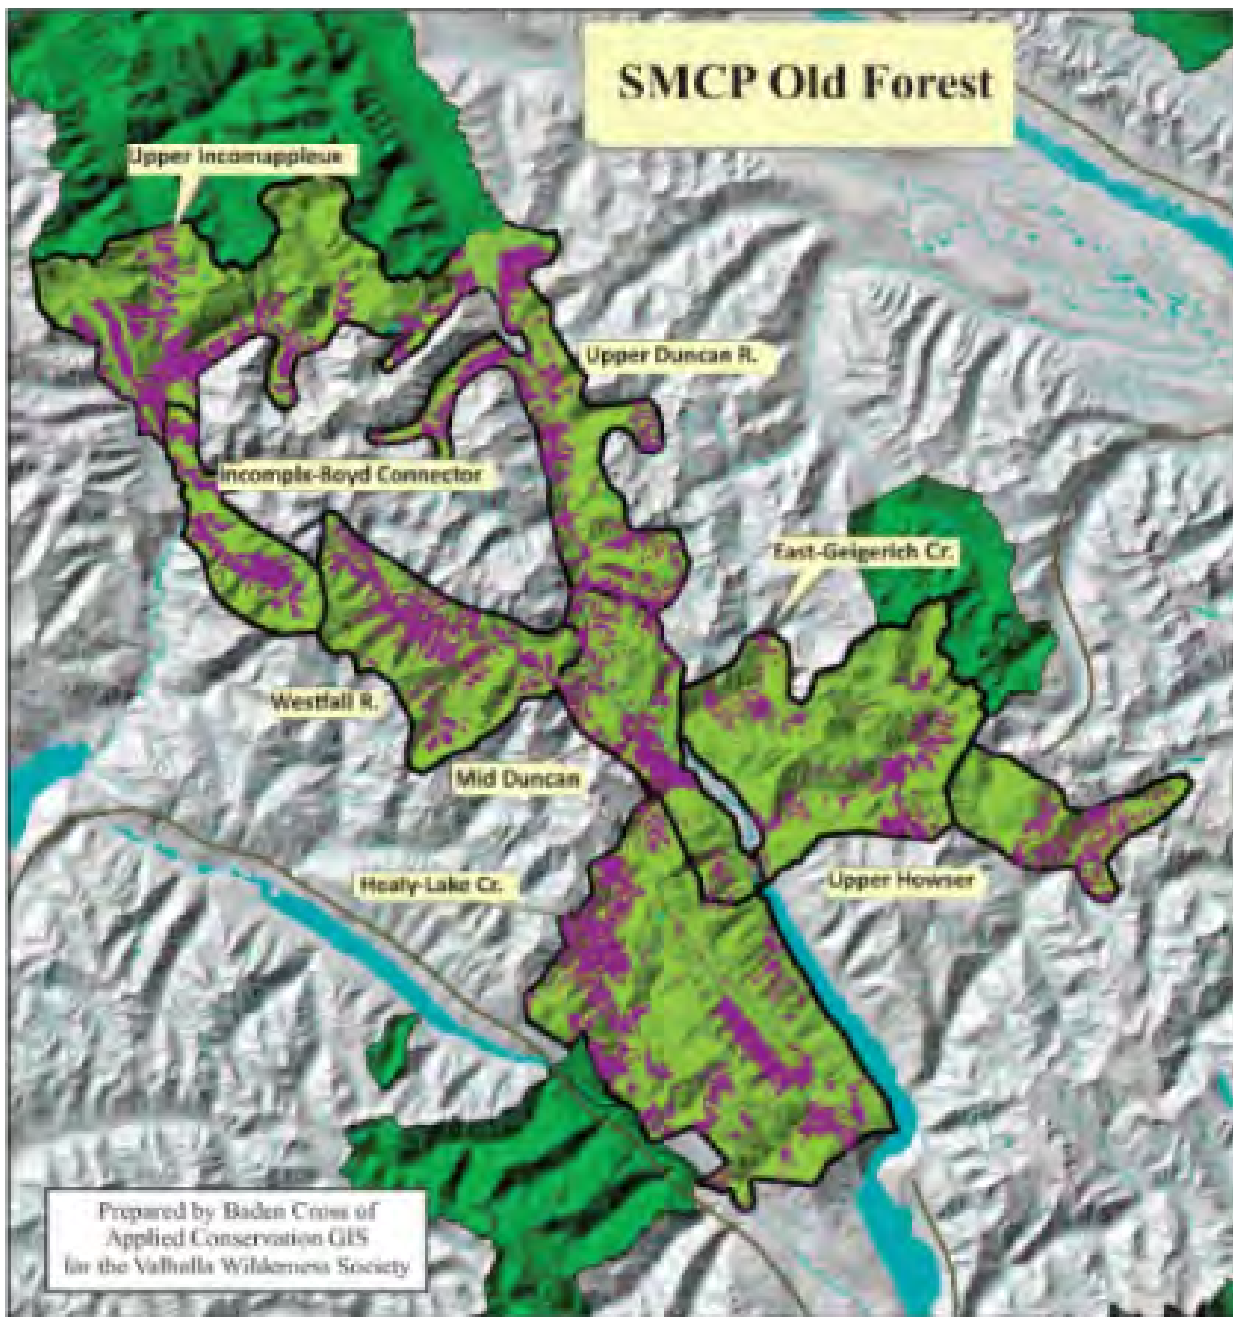 SMCP Old Forest
Upper Incomappleux
Upper Duncan R.
Incomplx-Boyd Connector
East-Geigerich Cr.
Westfall R.
Mid Duncan
Healy-Lake Cr.
Upper Howser
Prepared by Baden Cross of
Applied Conservation GIS
for the Valhalla Wilderness Society